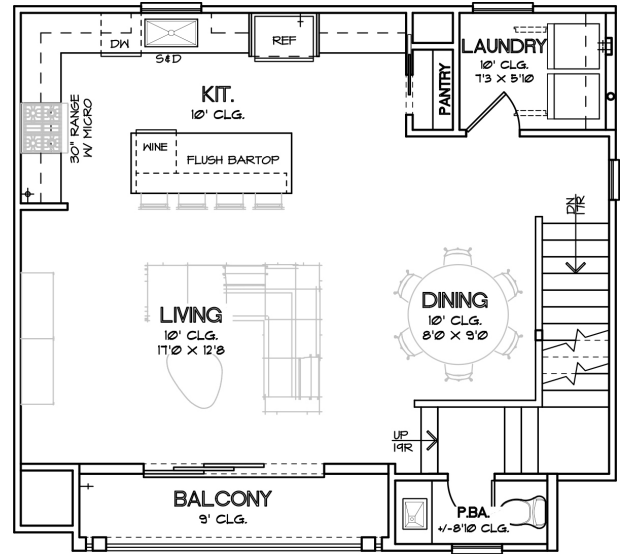 DW
S&D
REF
LAUNDRY
10' CLG.
7'3 X 5'10
PANTRY
KIT.
10' CLG.
30" RANGE
W/ MICRO
WINE
FLUSH BARTOP
DN
17R
LIVING
10' CLG.
17'0 X 12'8
DINING
10' CLG.
8'0 X 9'0
UP
19R
BALCONY
9' CLG.
P.BA.
+/-8'10 CLG.